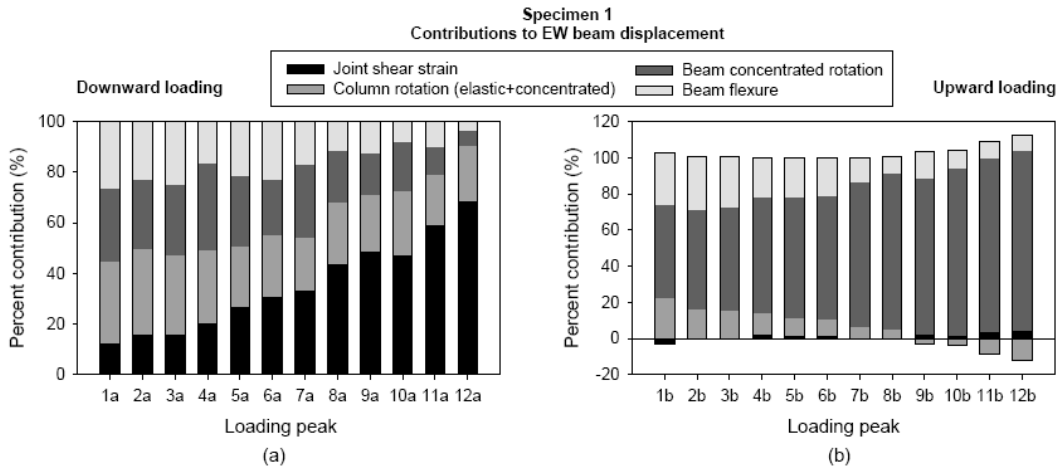 Specimen 1
Contributions to EW beam displacement
Downward loading
Joint shear strain
Column rotation (elastic+concentrated)
Beam concentrated rotation
Beam flexure
Upward loading
Percent contribution (%)
100
80
60
40
20
0
1a 2a 3a 4a 5a 6a 7a 8a 9a 10a 11a 12a
Loading peak
(a)
Percent contribution (%)
120
100
80
60
40
20
0
-20
1b 2b 3b 4b 5b 6b 7b 8b 9b 10b 11b 12b
Loading peak
(b)